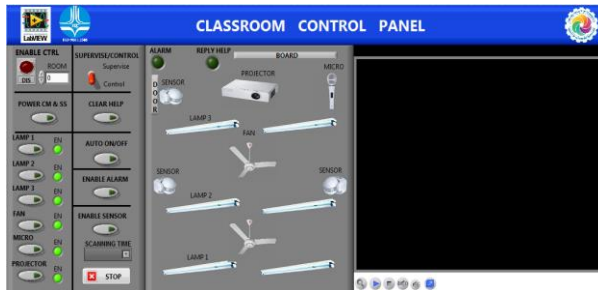 CLASSROOM CONTROL PANEL
LabVIEW
ENABLE CTRL
ROOM
DIS
0
SUPERVISE/CONTROL
Supervise
Control
POWER CM & SS
CLEAR HELP
LAMP 1
EN
LAMP 2
EN
LAMP 3
EN
FAN
EN
MICRO
EN
PROJECTOR
EN
AUTO ON/OFF
ENABLE ALARM
ENABLE SENSOR
SCANNING TIME
STOP
ALARM
REPLY HELP
BOARD
DOOR
SENSOR
PROJECTOR
MICRO
LAMP 3
FAN
SENSOR
SENSOR
LAMP 2
LAMP 1